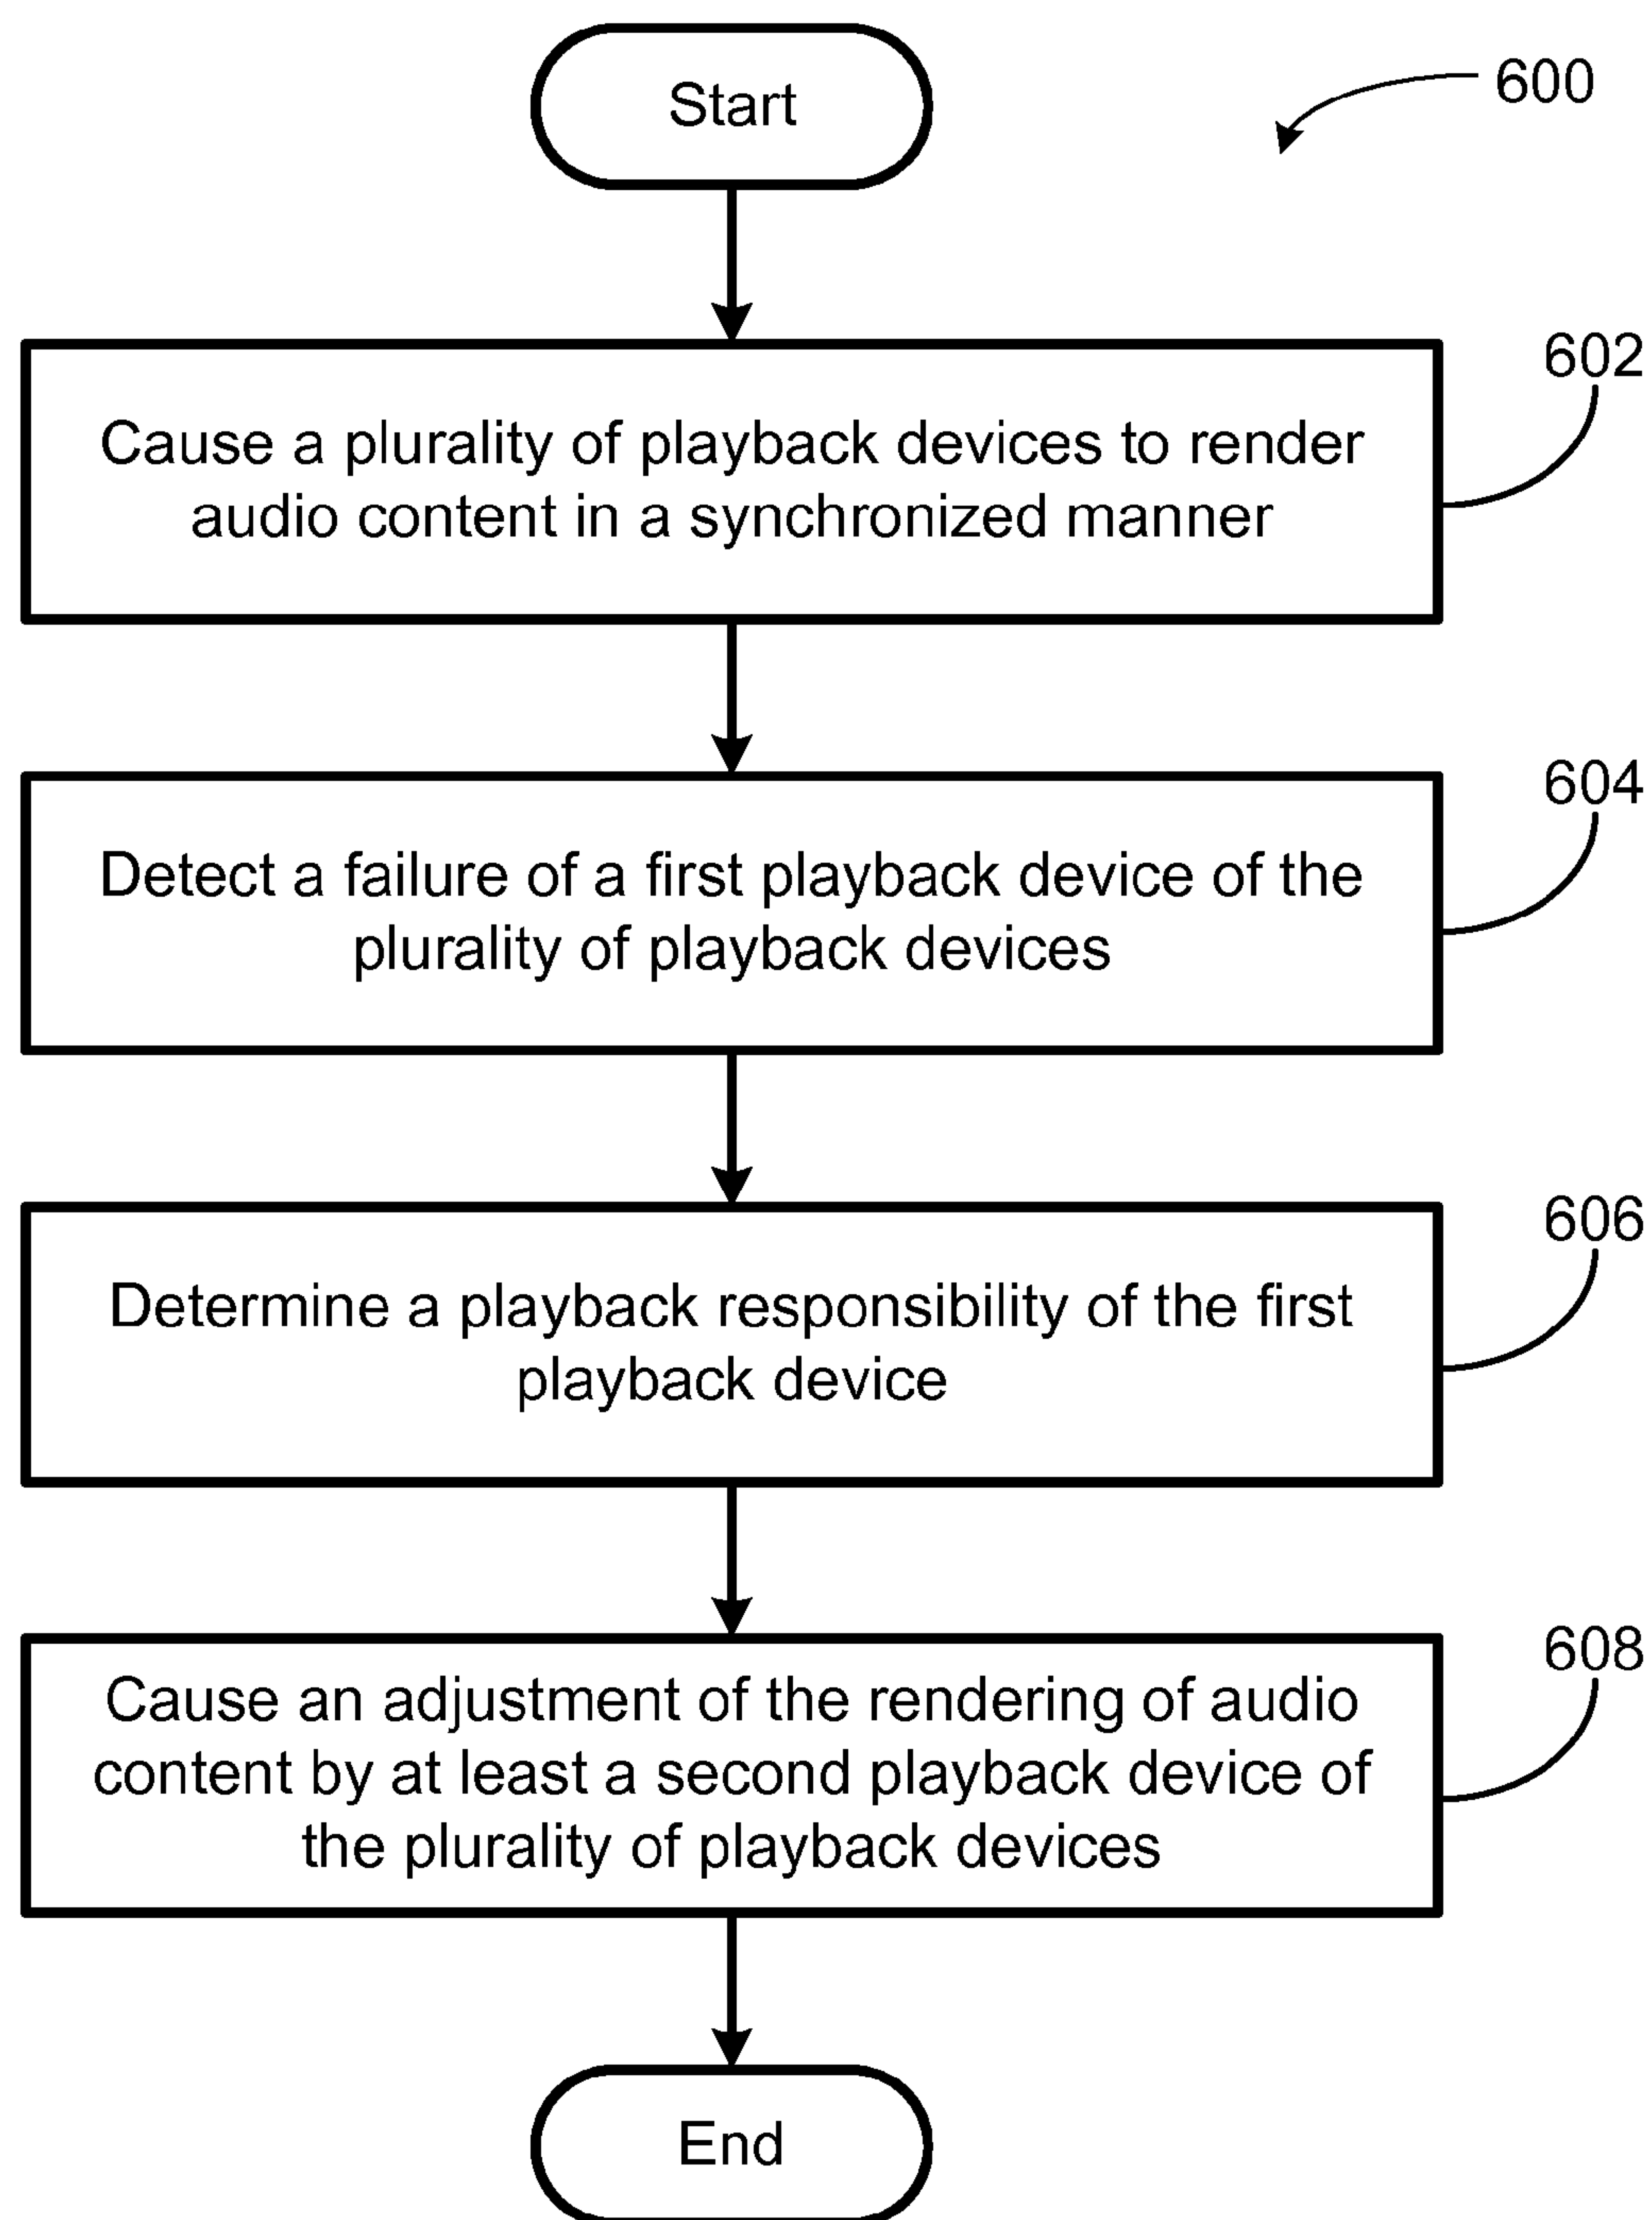 Start
600
602
Cause a plurality of playback devices to render
audio content in a synchronized manner
604
Detect a failure of a first playback device of the
plurality of playback devices
606
Determine a playback responsibility of the first
playback device
608
Cause an adjustment of the rendering of audio
content by at least a second playback device of
the plurality of playback devices
End